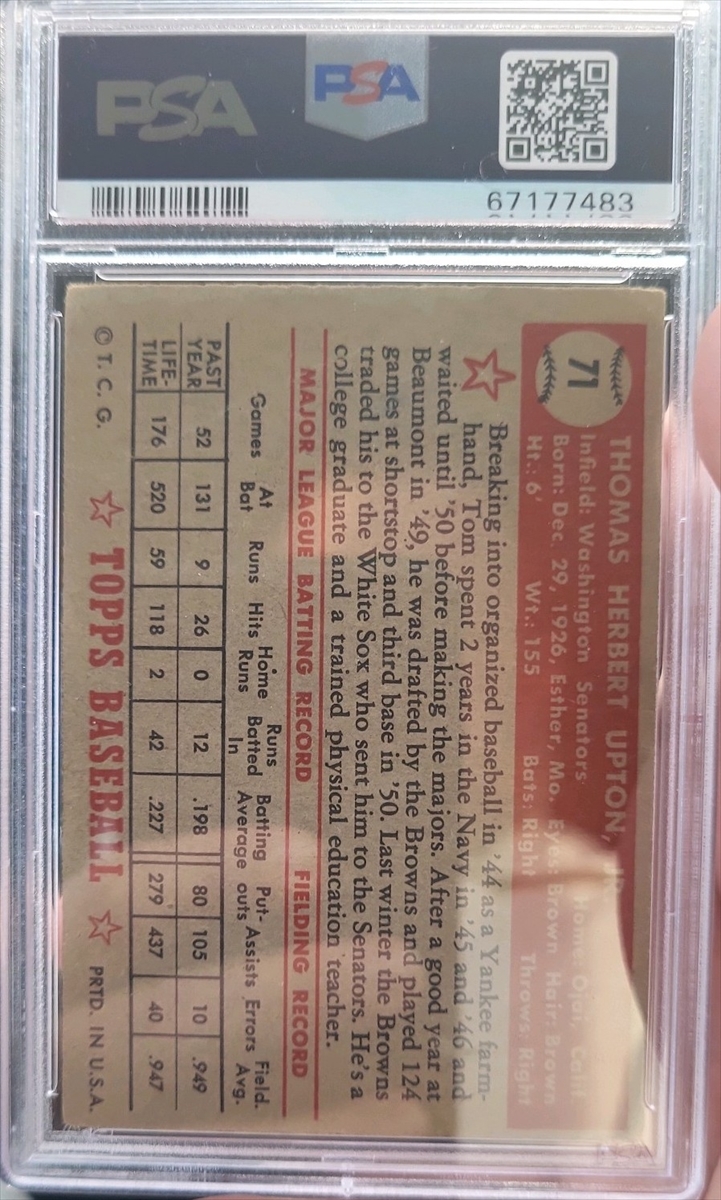 PSA
PSA
67177483
71
THOMAS HERBERT UPTON, JR.
Infield: Washington Senators Home: Ojai, Calif.
Born: Dec. 29, 1926, Esther, Mo. Eyes: Brown Hair: Brown
Ht.: 6' Wt.: 155 Bats: Right Throws: Right
Breaking into organized baseball in '44 as a Yankee farm-
hand, Tom spent 2 years in the Navy in '45 and '46 and
waited until '50 before making the majors. After a good year at
Beaumont in '49, he was drafted by the Browns and played 124
games at shortstop and third base in '50. Last winter the Browns
traded his to the White Sox who sent him to the Senators. He's a
college graduate and a trained physical education teacher.
MAJOR LEAGUE BATTING RECORD FIELDING RECORD
Games At Bat Runs Hits Home Runs Runs Batted In Batting Average Put-outs Assists Errors Field. Avg.
PAST YEAR 52 131 9 26 0 12 .198 80 105 10 .949
LIFE-TIME 176 520 59 118 2 42 .227 279 437 40 .947
© T. C. G. TOPPS BASEBALL PRTD. IN U.S.A.